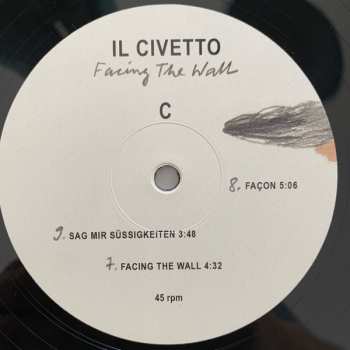 IL CIVETTO
Facing The Wall
C
8. FAÇON 5:06
9. SAG MIR SÜSSIGKEITEN 3:48
7. FACING THE WALL 4:32
45 rpm